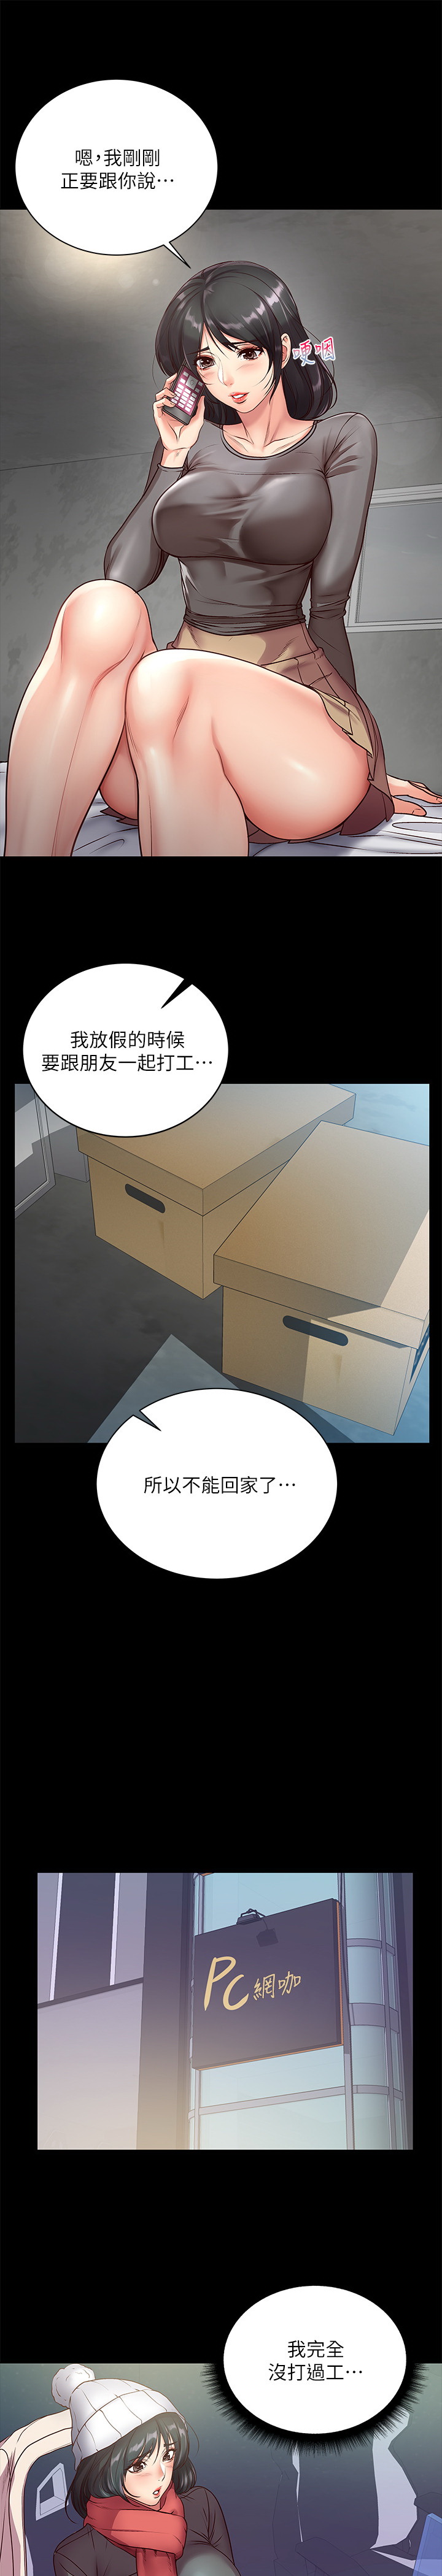 嗯，我剛剛
正要跟你說⋯
哽咽
我放假的時候
要跟朋友一起打工⋯
所以不能回家了⋯
PC網咖
我完全
沒打過工⋯